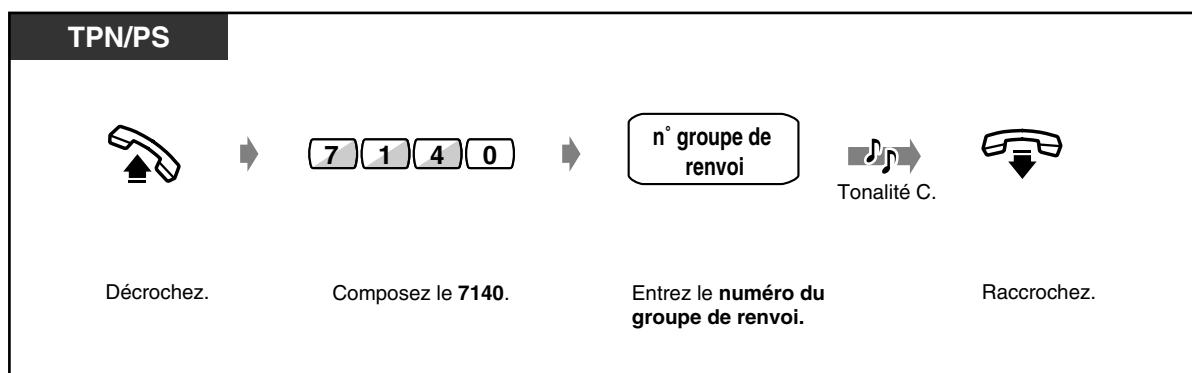 TPN/PS
7 1 4 0
n° groupe de
renvoi
Tonalité C.
Décrochez.
Composez le 7140.
Entrez le numéro du
groupe de renvoi.
Raccrochez.